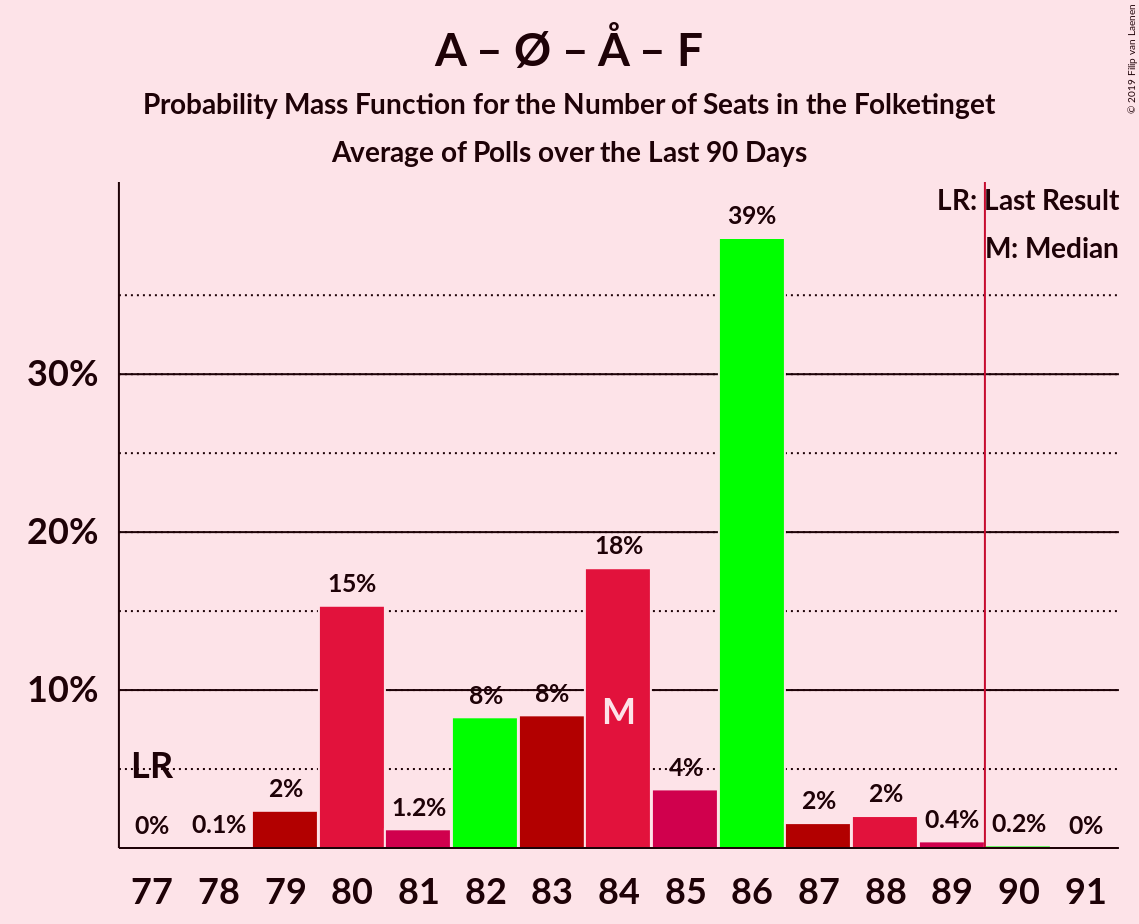 A – Ø – Å – F
Probability Mass Function for the Number of Seats in the Folketinget
Average of Polls over the Last 90 Days
© 2019 Filip van Laenen
LR: Last Result
M: Median
39%
30%
20%
18%
15%
10%
8% 8%
M
LR
4%
2% 2% 2%
1.2% 0.4%
0% 0.1% 0.2% 0%
77 78 79 80 81 82 83 84 85 86 87 88 89 90 91